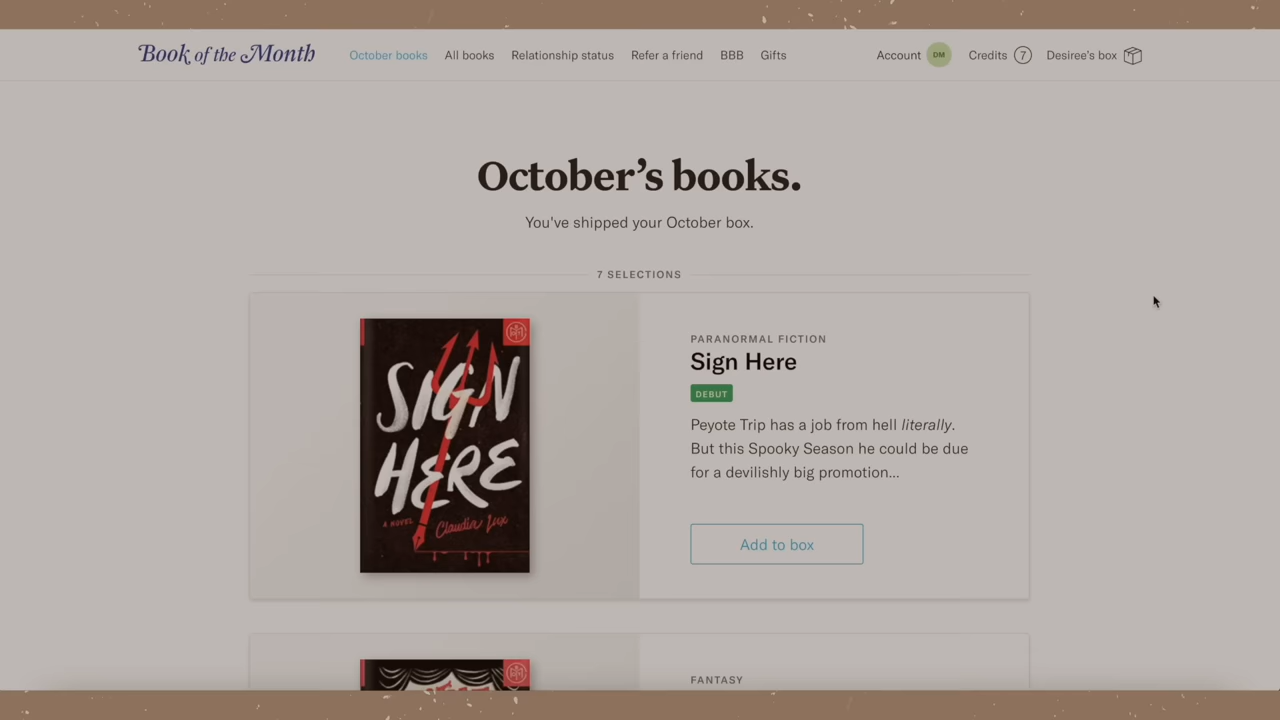 Book of the Month
October books
All books
Relationship status
Refer a friend
BBB
Gifts
Account
DM
Credits
7
Desiree's box
October's books.
You've shipped your October box.
7 SELECTIONS
SIGN
HERE
A NOVEL
Claudia Lux
PARANORMAL FICTION
Sign Here
DEBUT
Peyote Trip has a job from hell literally.
But this Spooky Season he could be due
for a devilishly big promotion...
Add to box
FANTASY